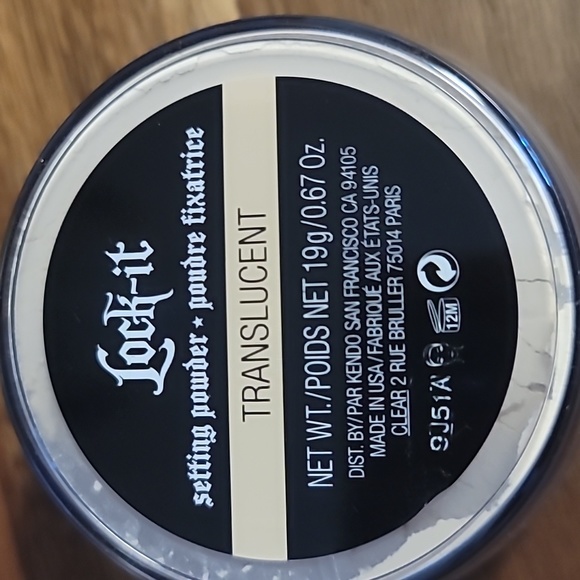 Lock-it
setting powder ★ poudre fixatrice
TRANSLUCENT
NET WT./POIDS NET 19g/0.67 Oz.
DIST. BY/PAR KENDO SAN FRANCISCO CA 94105
MADE IN USA/FABRIQUÉ AUX ÉTATS-UNIS
CLEAR 2 RUE BRULLER 75014 PARIS
9J51A 12M